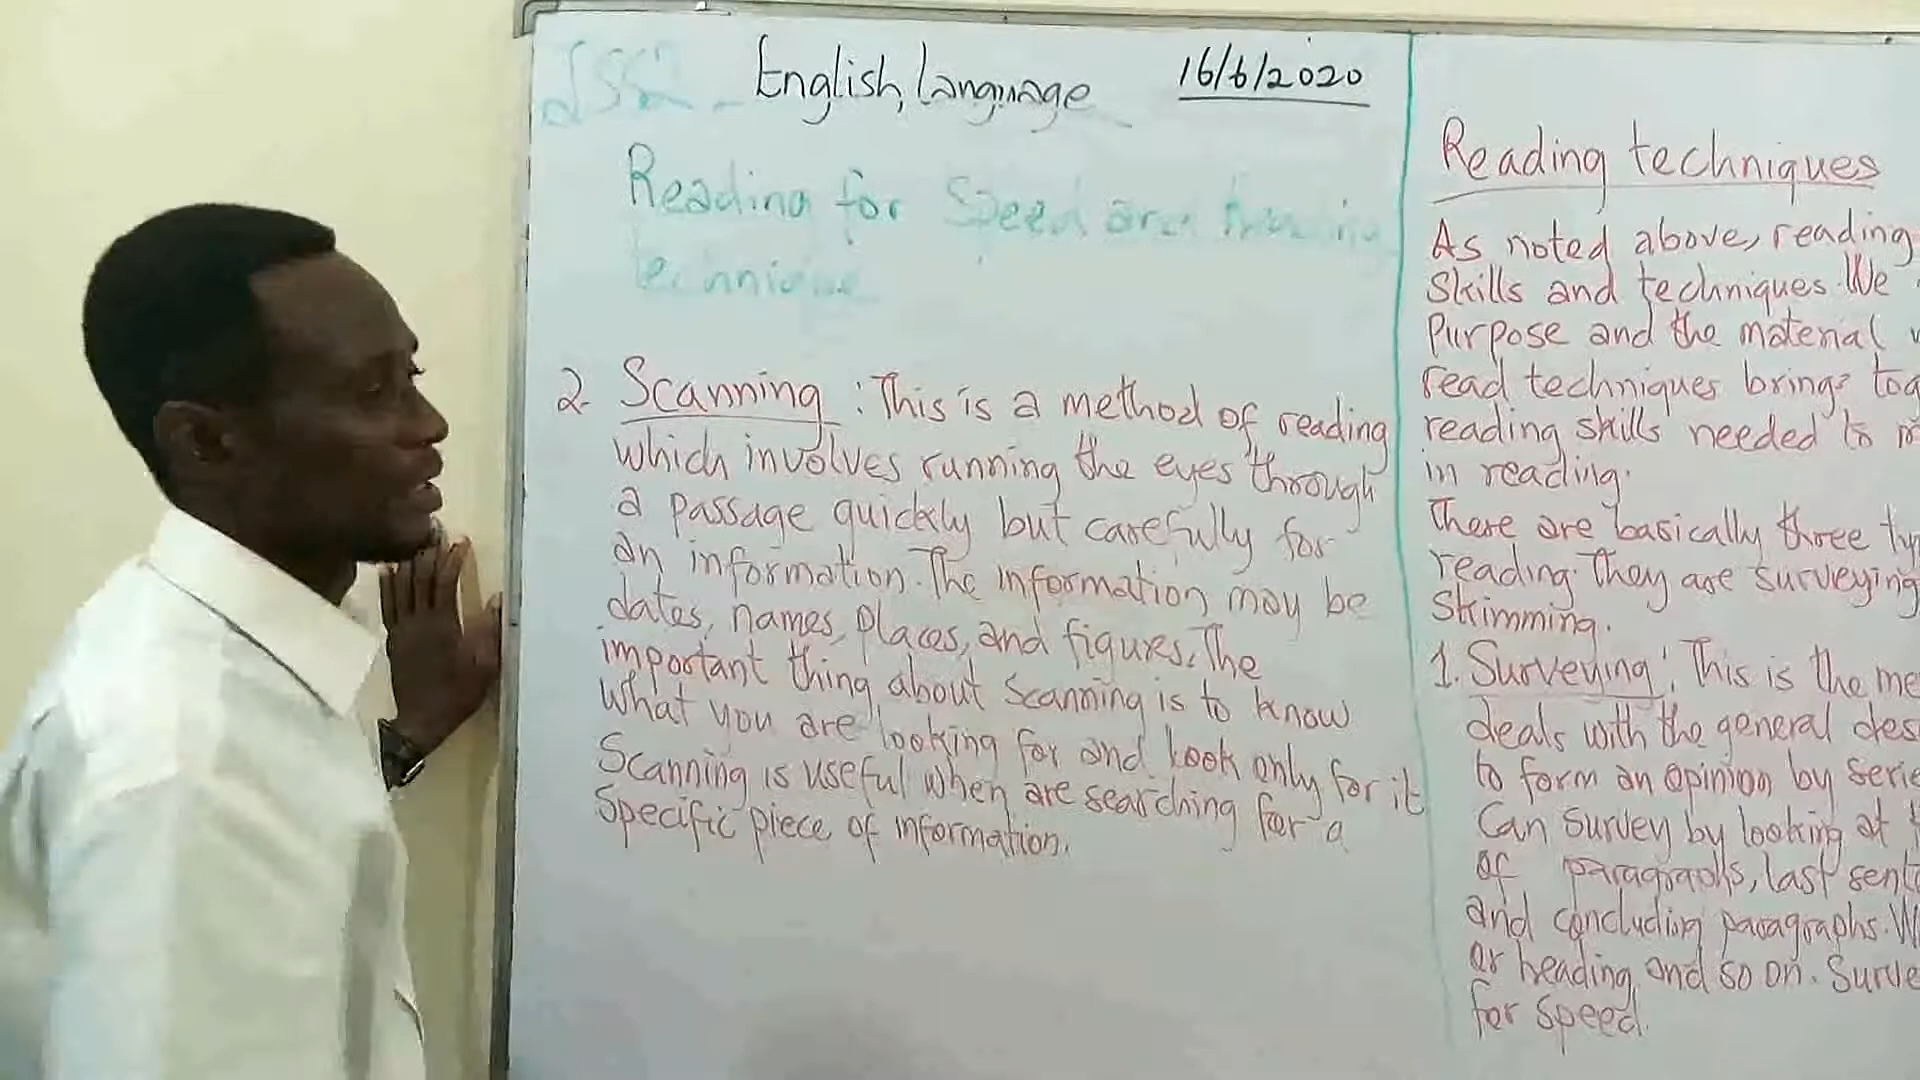 JSS2 English Language 16/6/2020
Reading for Speed and Reading
technique
2. Scanning : This is a method of reading
which involves running the eyes through
a passage quickly but carefully for
an information. The information may be
dates, names, places, and figures. The
important thing about scanning is to know
what you are looking for and look only for it
Scanning is useful when are searching for a
Specific piece of information.
Reading techniques
As noted above, reading
Skills and techniques. We
Purpose and the material
read techniques brings
reading skills needed to
in reading.
There are basically three
reading. They are surveying
Skimming.
1. Surveying : This is the
deals with the general
to form an opinion by
Can Survey by looking at
of paragraphs, last
and concluding paragraphs.
or heading and so on.
for speed.